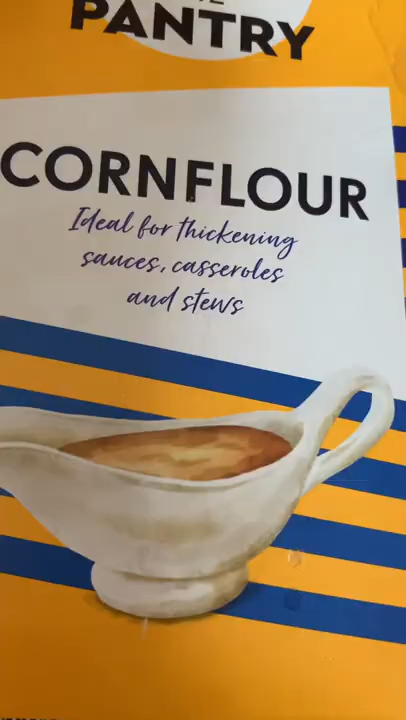 PANTRY
CORNFLOUR
Ideal for thickening
sauces, casseroles
and stews